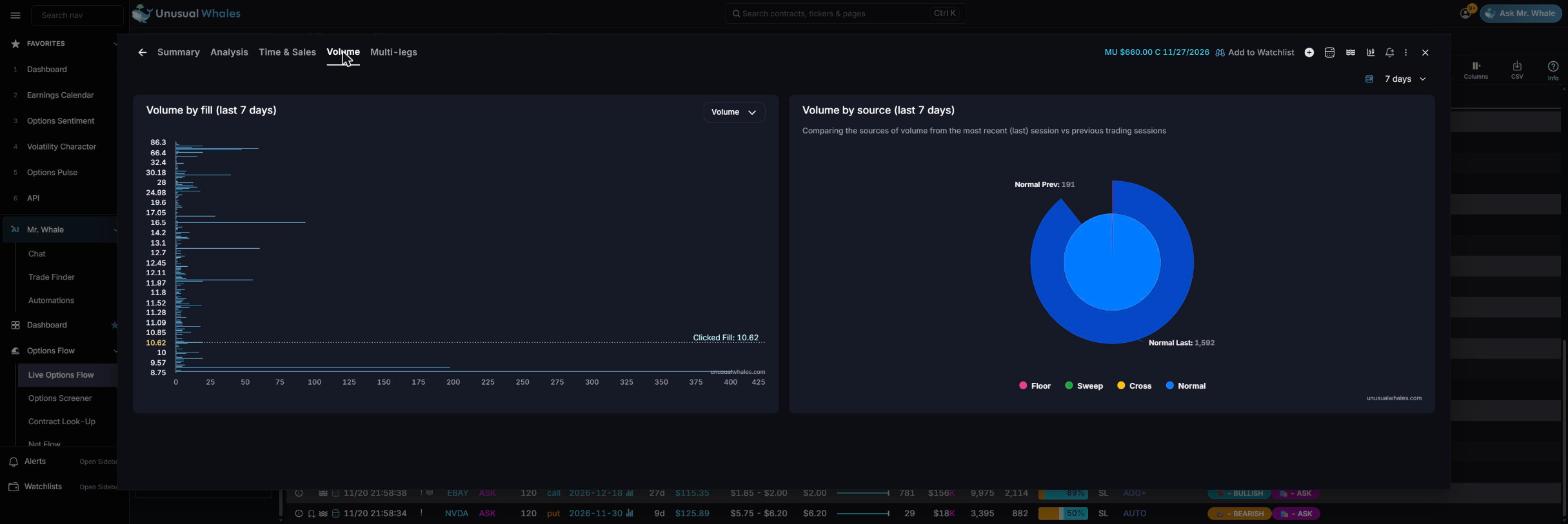 Search nav
Unusual Whales
Search contracts, tickers & pages
Ctrl K
Ask Mr. Whale
FAVORITES
1 Dashboard
2 Earnings Calendar
3 Options Sentiment
4 Volatility Character
5 Options Pulse
6 API
Mr. Whale
Chat
Trade Finder
Automations
Dashboard
Options Flow
Live Options Flow
Options Screener
Contract Look-Up
Net Flow
Alerts
Open Sideba
Watchlists
Open Sideba
Summary
Analysis
Time & Sales
Volume
Multi-legs
MU $660.00 C 11/27/2026
Add to Watchlist
7 days
Columns
CSV
Info
Volume by fill (last 7 days)
Volume
86.3
66.4
32.4
30.18
28
24.98
19.6
17.05
16.5
14.2
13.1
12.7
12.45
12.11
11.97
11.8
11.52
11.28
11.09
10.85
10.62
10
9.57
8.75
Clicked Fill: 10.62
unusualwhales.com
0 25 50 75 100 125 150 175 200 225 250 275 300 325 350 375 400 425
Volume by source (last 7 days)
Comparing the sources of volume from the most recent (last) session vs previous trading sessions
Normal Prev: 191
Normal Last: 1,592
Floor
Sweep
Cross
Normal
unusualwhales.com
11/20 21:58:38 EBAY ASK 120 call 2026-12-18 27d $115.35 $1.85 - $2.00 $2.00 781 $156K 9,975 2,114 89% SL AOO+ - BULLISH - ASK
11/20 21:58:34 ! NVDA ASK 120 put 2026-11-30 9d $125.89 $5.75 - $6.20 $6.20 29 $18K 3,395 882 50% SL AUTO - BEARISH - ASK